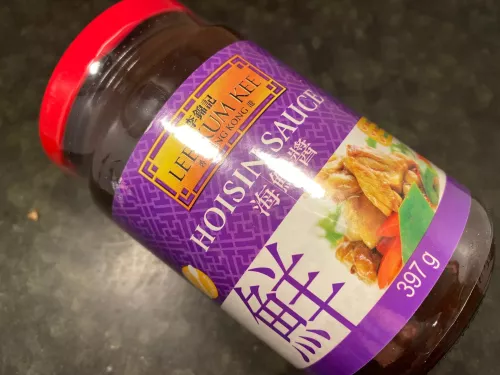 李錦記
LEE KUM KEE
HONG KONG
HOISIN SAUCE
海鮮醬
鮮
397 g